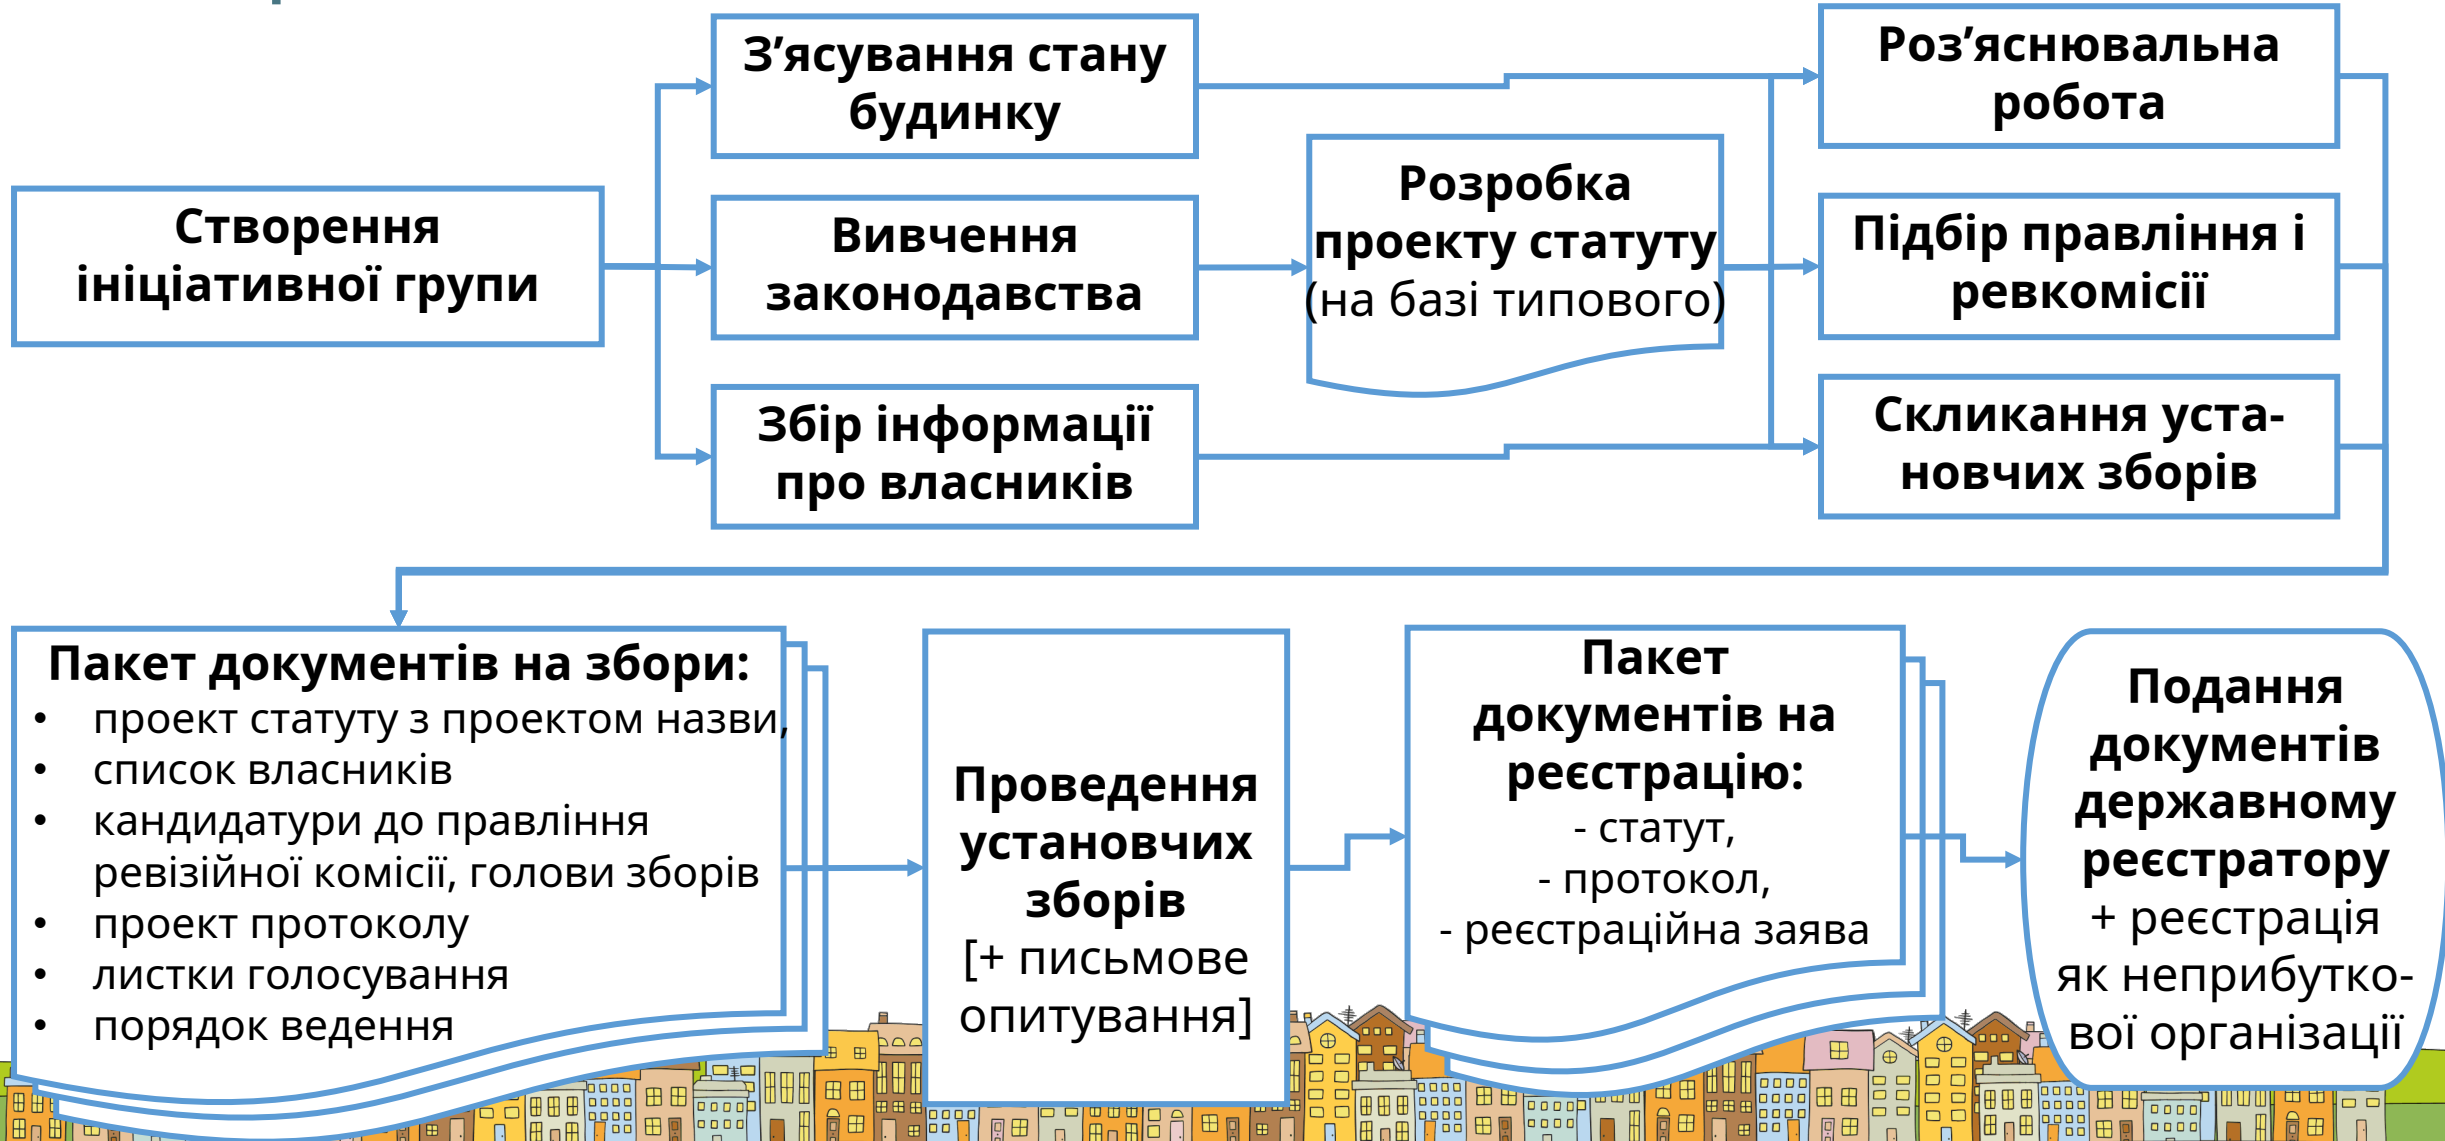 Створення
ініціативної групи
З’ясування стану
будинку
Вивчення
законодавства
Збір інформації
про власників
Розробка
проекту статуту
(на базі типового)
Роз’яснювальна
робота
Підбір правління і
ревкомісії
Скликання уста-
новчих зборів
Пакет документів на збори:
• проект статуту з проектом назви,
• список власників
• кандидатури до правління
ревізійної комісії, голови зборів
• проект протоколу
• листки голосування
• порядок ведення
Проведення
установчих
зборів
[+ письмове
опитування]
Пакет
документів на
реєстрацію:
- статут,
- протокол,
- реєстраційна заява
Подання
документів
державному
реєстратору
+ реєстрація
як неприбутко-
вої організації